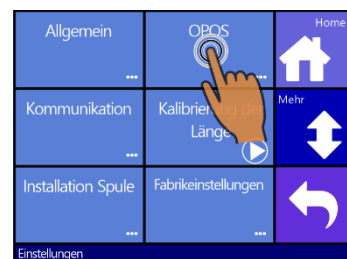 Allgemein
OPOS
Home
...
...
Kommunikation
Kalibrierung der
Länge
Mehr
...
Installation Spule
Fabrikeinstellungen
...
...
Einstellungen